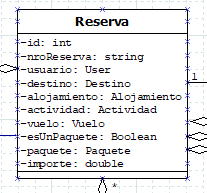 Reserva
-id: int
-nroReserva: string
-usuario: User
-destino: Destino
-alojamiento: Alojamiento
-actividad: Actividad
-vuelo: Vuelo
-esUnPaquete: Boolean
-paquete: Paquete
-importe: double
1
*